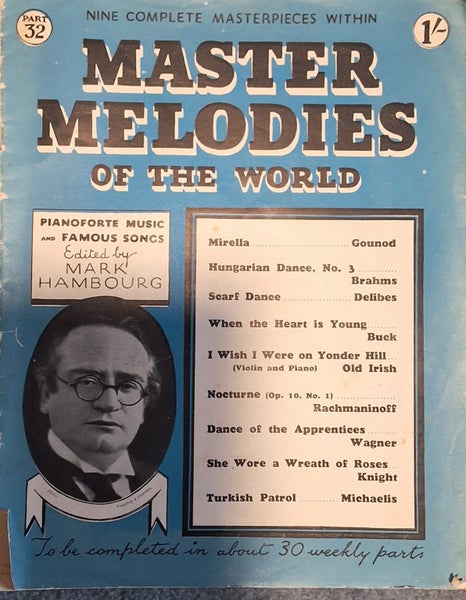 NINE COMPLETE MASTERPIECES WITHIN
PART
32
1/-
MASTER
MELODIES
OF THE WORLD
PIANOFORTE MUSIC
AND FAMOUS SONGS
Edited by
MARK
HAMBOURG
Mirella Gounod
Hungarian Dance, No. 3
Brahms
Scarf Dance Delibes
When the Heart is Young
Buck
I Wish I Were on Yonder Hill
(Violin and Piano) Old Irish
Nocturne (Op. 10, No. 1)
Rachmaninoff
Dance of the Apprentices
Wagner
She Wore a Wreath of Roses
Knight
Turkish Patrol Michaelis
To be completed in about 30 weekly parts